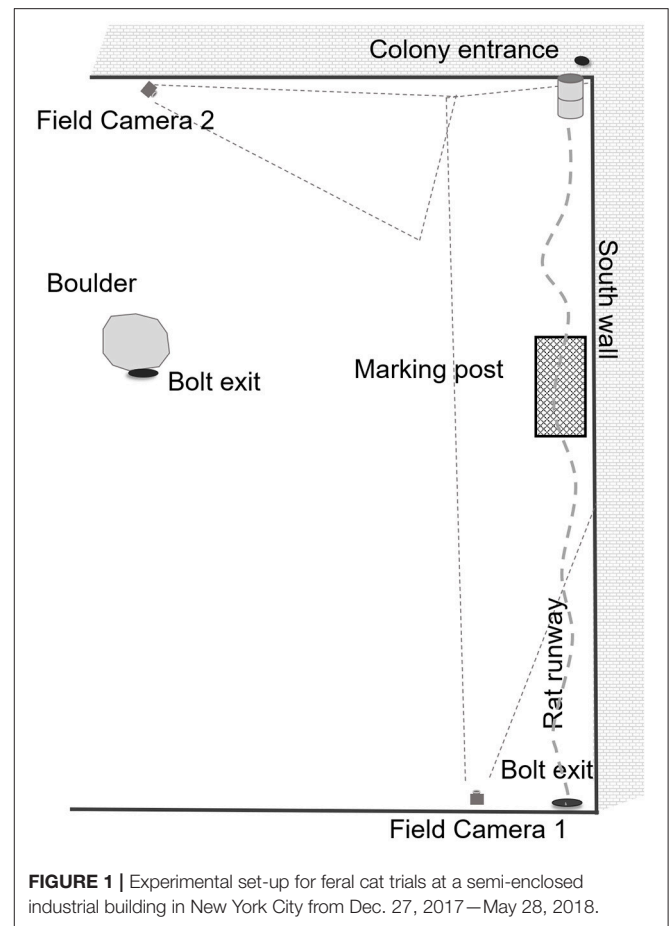 Colony entrance
Field Camera 2
South wall
Boulder
Marking post
Bolt exit
Rat runway
Bolt exit
Field Camera 1
FIGURE 1 | Experimental set-up for feral cat trials at a semi-enclosed
industrial building in New York City from Dec. 27, 2017—May 28, 2018.